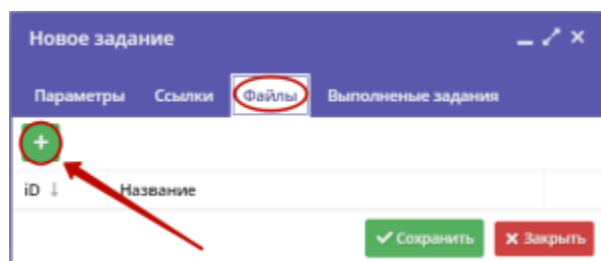 Новое задание
Параметры Ссылки Файлы Выполненые задания
+
iD ↓ Название
Сохранить Закрыть